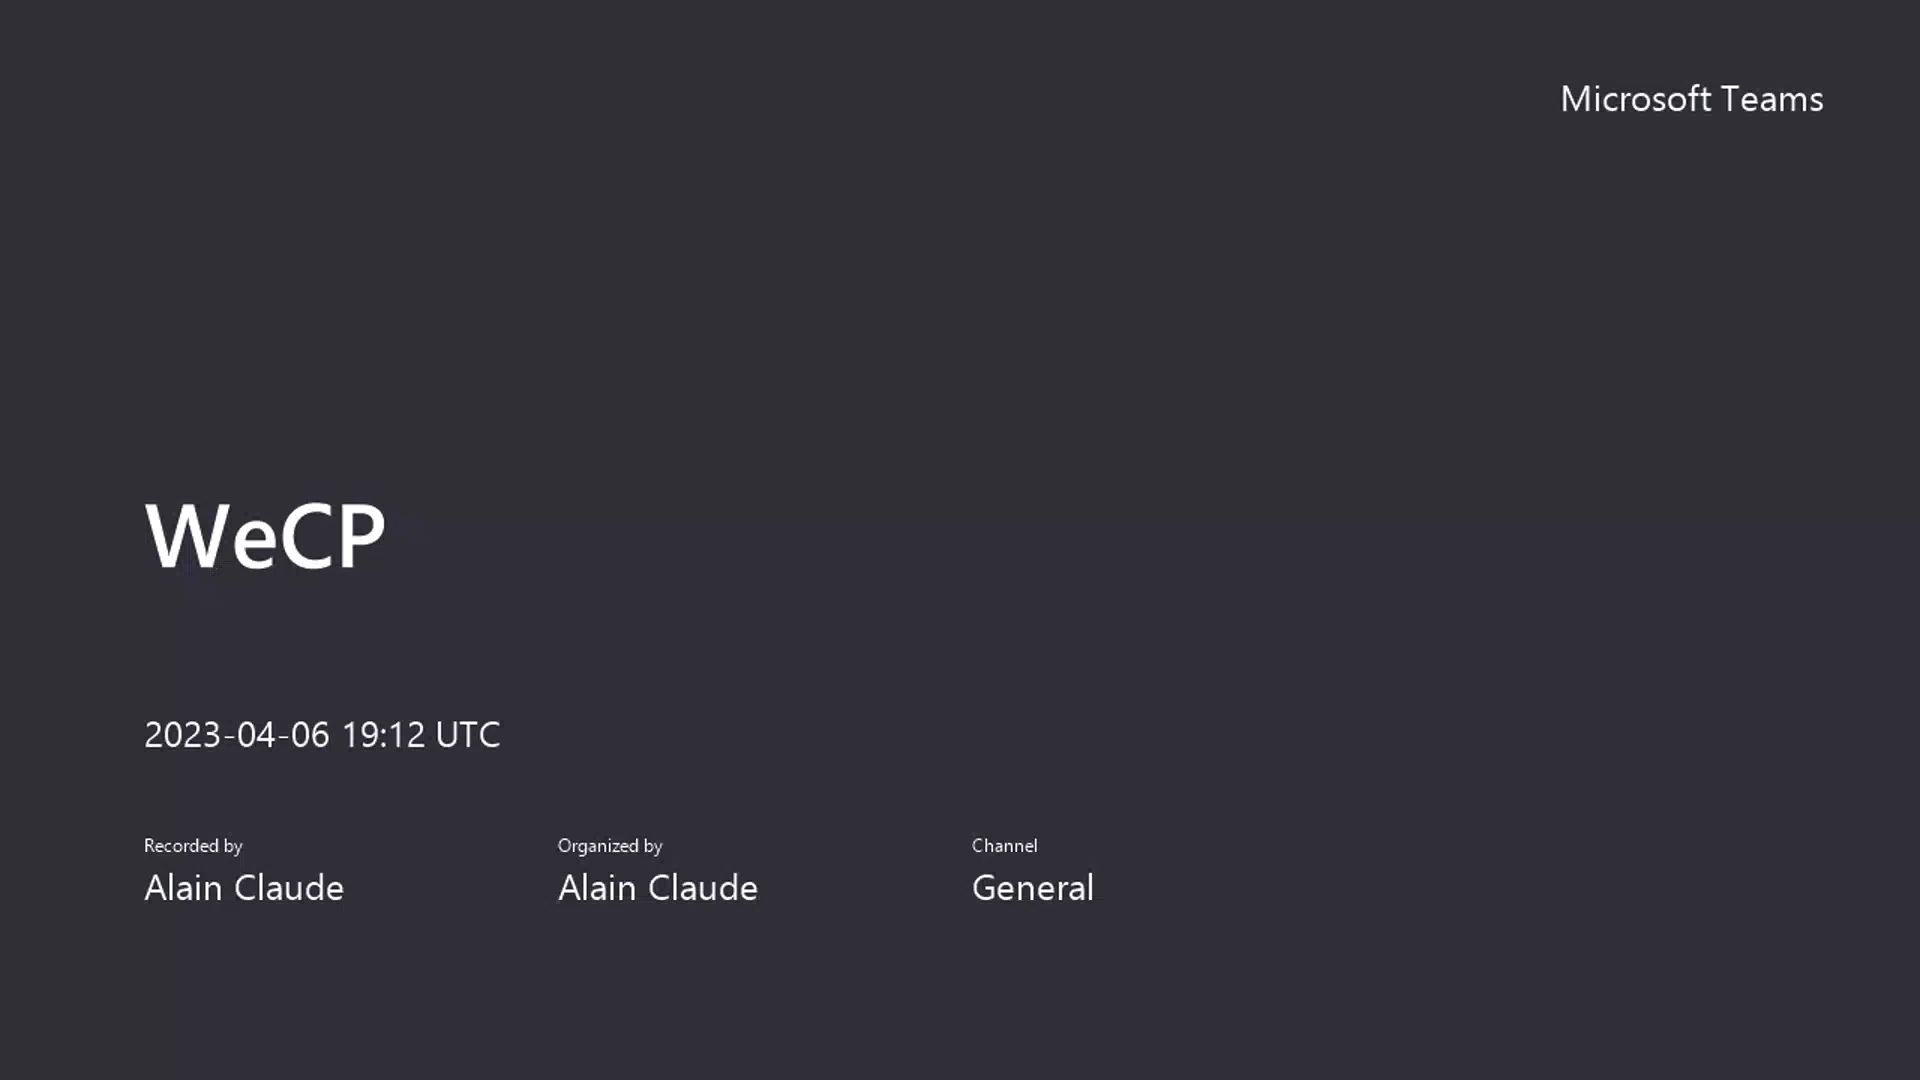 Microsoft Teams
WeCP
2023-04-06 19:12 UTC
Recorded by
Alain Claude
Organized by
Alain Claude
Channel
General